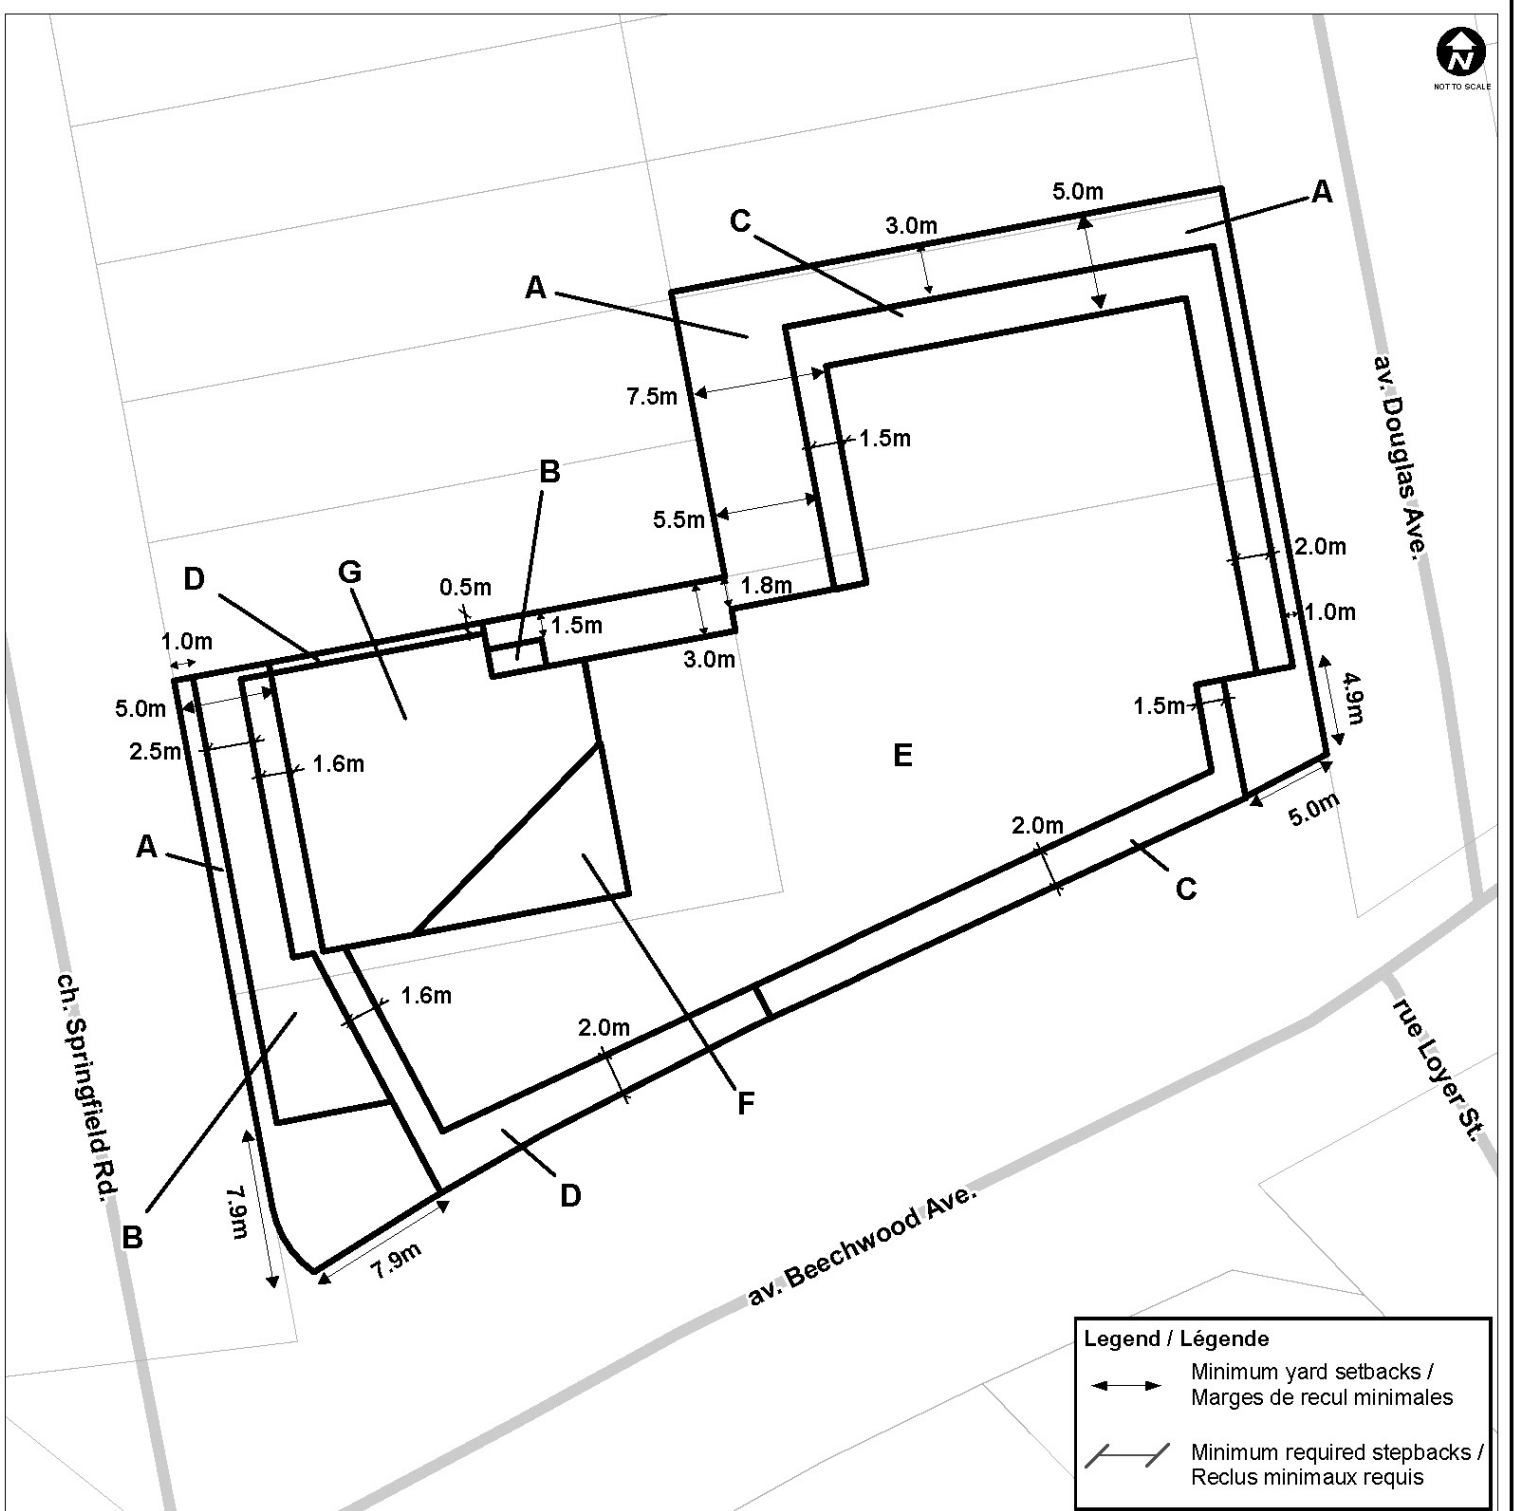 N
NOT TO SCALE
A
5.0m
C
3.0m
A
av. Douglas Ave.
7.5m
1.5m
B
5.5m
2.0m
D
G
0.5m
1.8m
1.5m
1.0m
1.0m
3.0m
5.0m
4.9m
1.5m
2.5m
1.6m
E
5.0m
2.0m
A
C
ch. Springfield Rd.
1.6m
2.0m
rue Loyer St.
F
D
7.9m
B
7.9m
av. Beechwood Ave.
Legend / Légende
Minimum yard setbacks /
Marges de recul minimales
Minimum required stepbacks /
Reclus minimaux requis